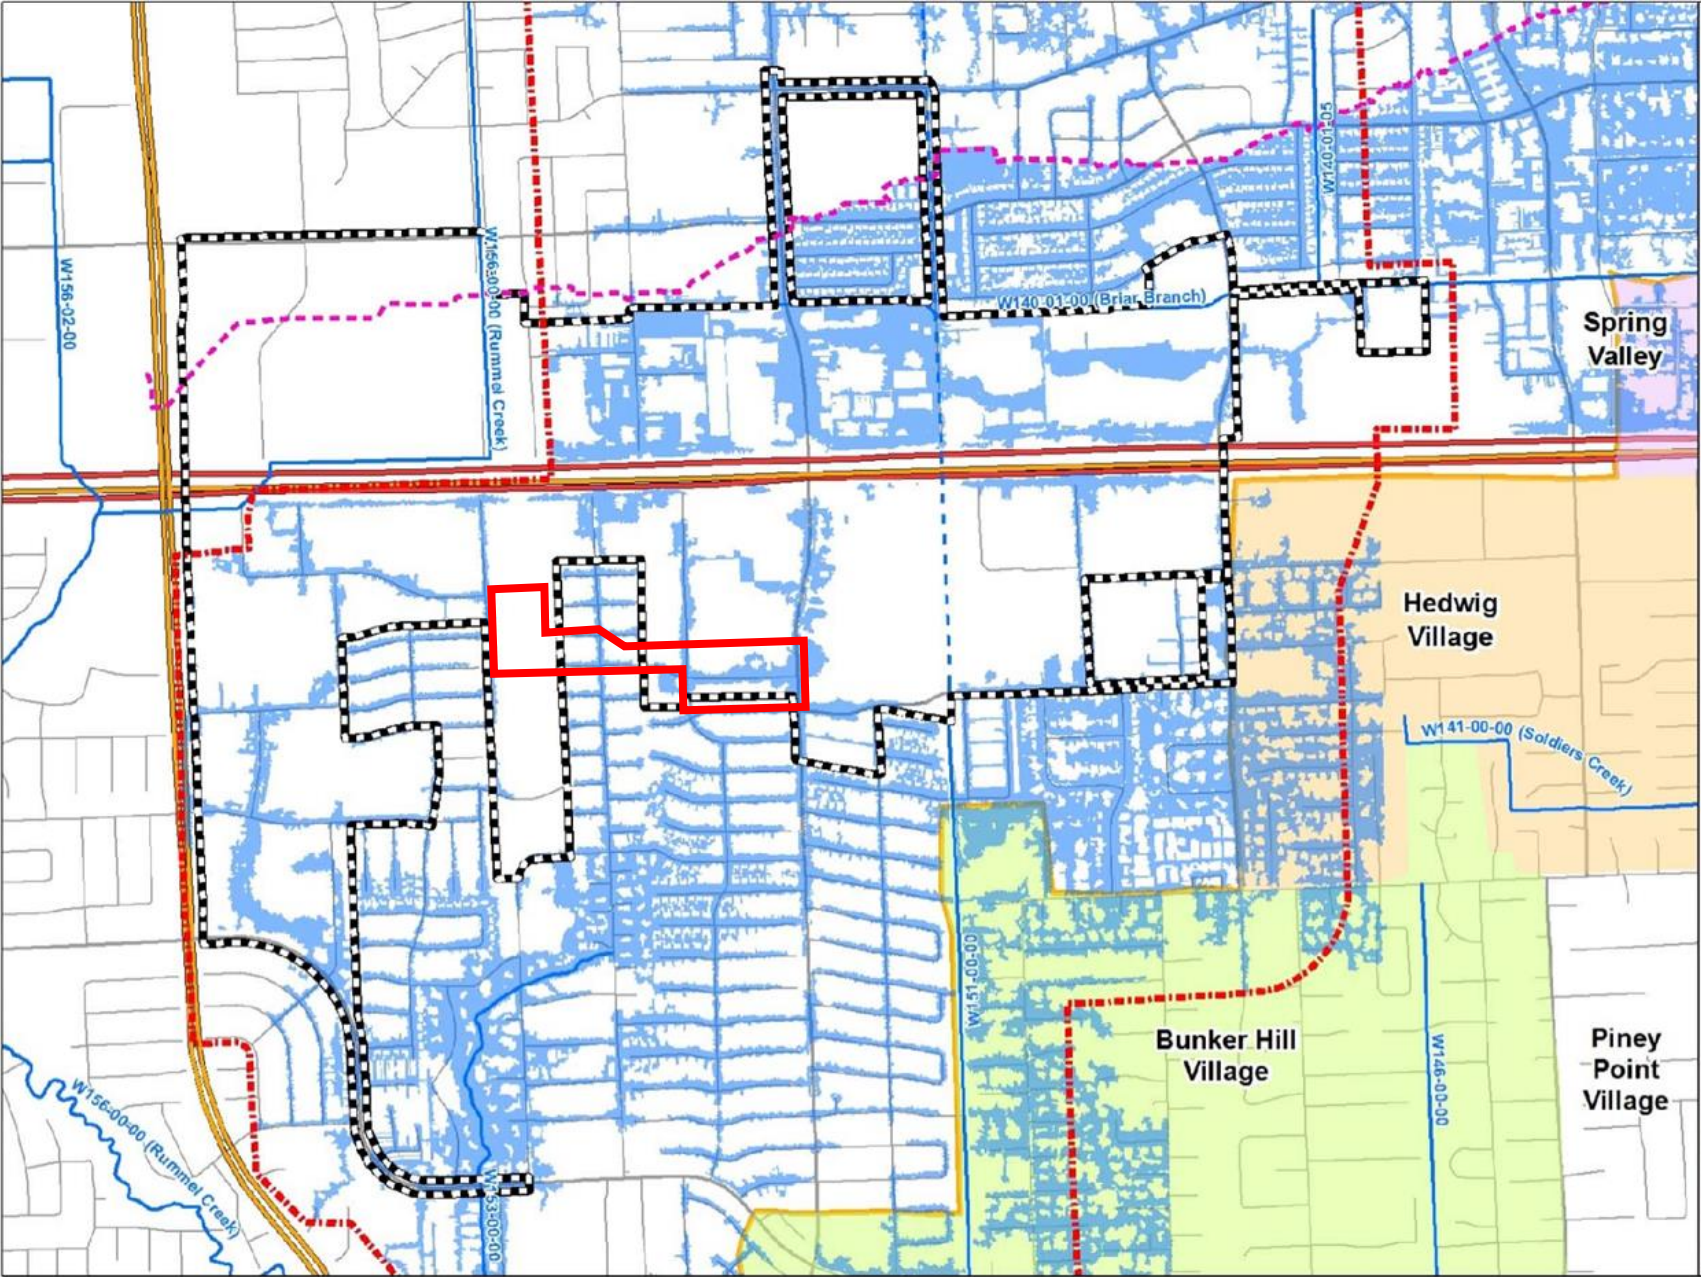 W140-01-05
W156-02-00
W156-00-00 (Rummel Creek)
W140-01-00 (Briar Branch)
Spring
Valley
Hedwig
Village
W141-00-00 (Soldiers Creek)
W151-00-00
Bunker Hill
Village
W146-00-00
Piney
Point
Village
W156-00-00 (Rummel Creek)
W153-00-00